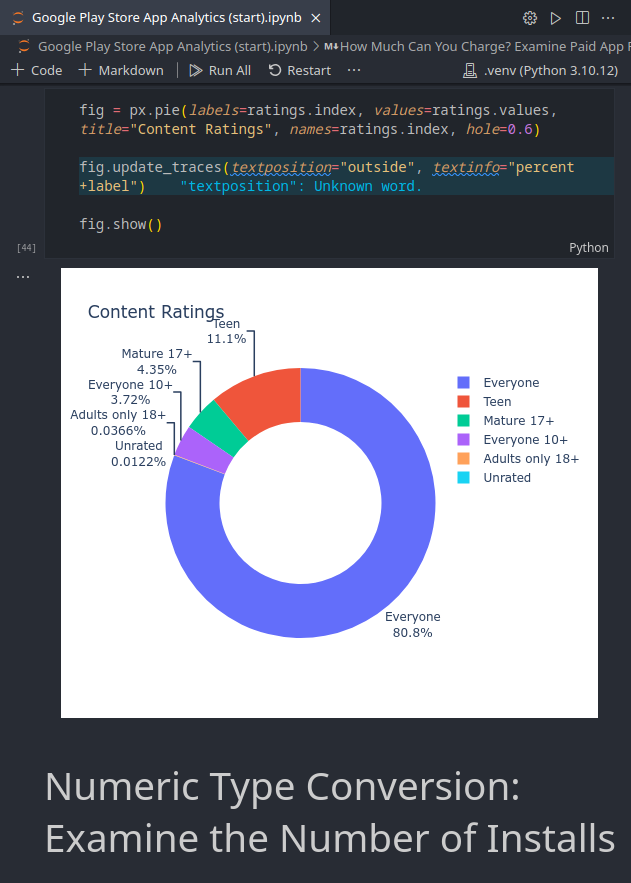 Google Play Store App Analytics (start).ipynb
Google Play Store App Analytics (start).ipynb > M↓How Much Can You Charge? Examine Paid App
+ Code + Markdown | Run All Restart ··· .venv (Python 3.10.12)
fig = px.pie(labels=ratings.index, values=ratings.values,
title="Content Ratings", names=ratings.index, hole=0.6)
fig.update_traces(textposition="outside", textinfo="percent
+label") "textposition": Unknown word.
fig.show()
[44]
Python
Content Ratings
Teen
11.1%
Mature 17+
4.35%
Everyone 10+
3.72%
Adults only 18+
0.0366%
Unrated
0.0122%
Everyone
80.8%
Everyone
Teen
Mature 17+
Everyone 10+
Adults only 18+
Unrated
Numeric Type Conversion:
Examine the Number of Installs